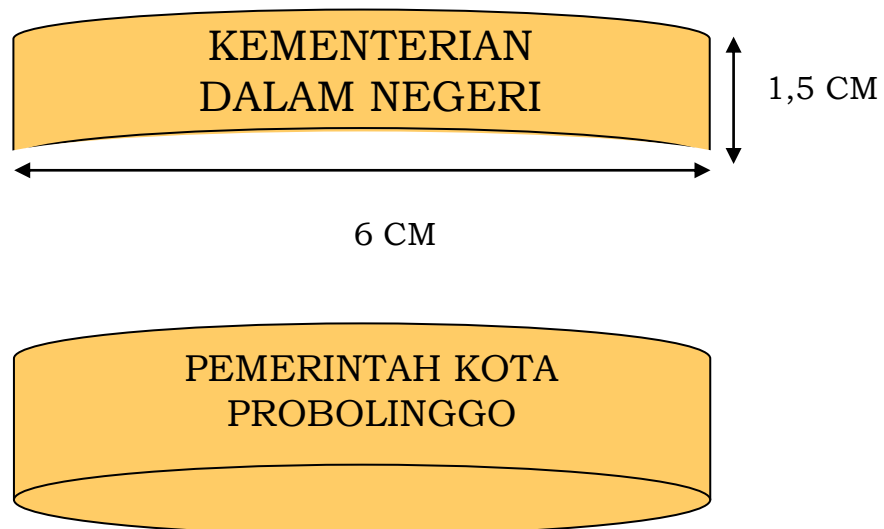 KEMENTERIAN
DALAM NEGERI
1,5 CM
6 CM
PEMERINTAH KOTA
PROBOLINGGO